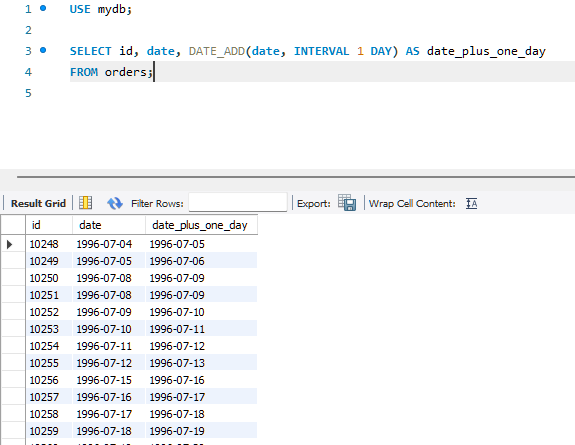 1 USE mydb;
2
3 SELECT id, date, DATE_ADD(date, INTERVAL 1 DAY) AS date_plus_one_day
4 FROM orders;
5
Result Grid Filter Rows: Export: Wrap Cell Content: IA
id date date_plus_one_day
10248 1996-07-04 1996-07-05
10249 1996-07-05 1996-07-06
10250 1996-07-08 1996-07-09
10251 1996-07-08 1996-07-09
10252 1996-07-09 1996-07-10
10253 1996-07-10 1996-07-11
10254 1996-07-11 1996-07-12
10255 1996-07-12 1996-07-13
10256 1996-07-15 1996-07-16
10257 1996-07-16 1996-07-17
10258 1996-07-17 1996-07-18
10259 1996-07-18 1996-07-19